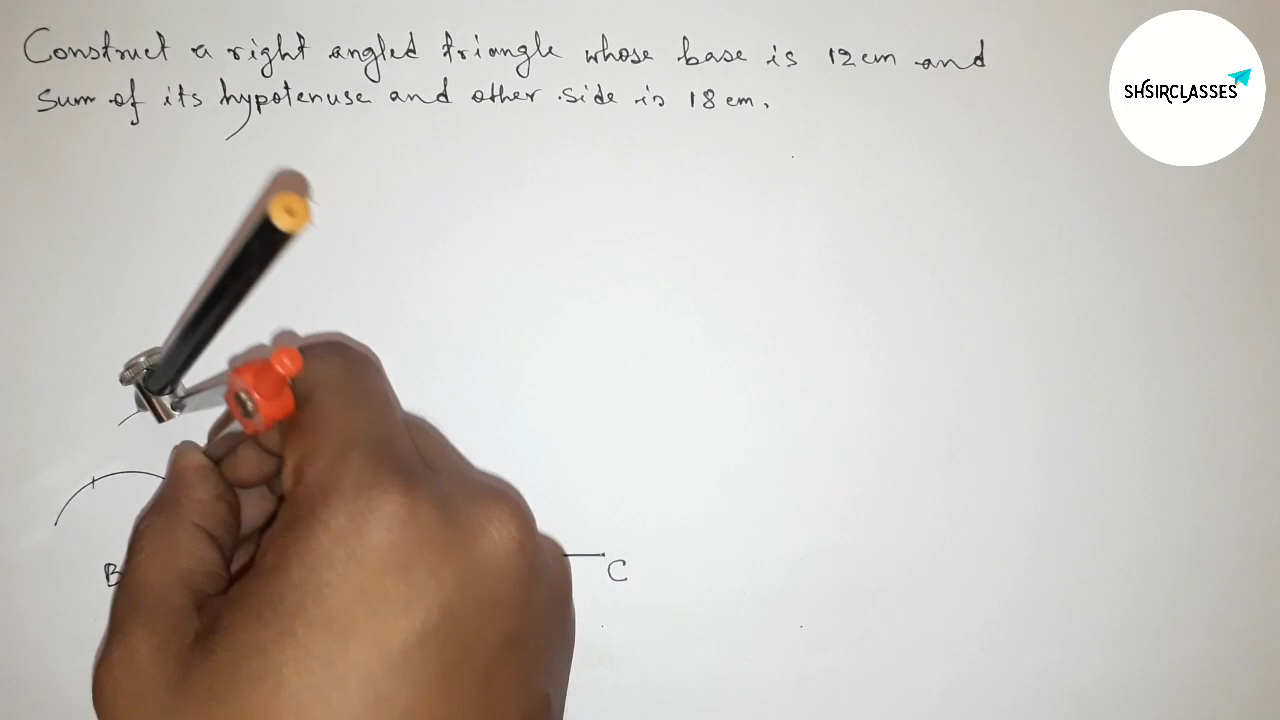 Construct a right angled triangle whose base is 12cm and
sum of its hypotenuse and other side is 18 cm.
SHSIRCLASSES
B
C